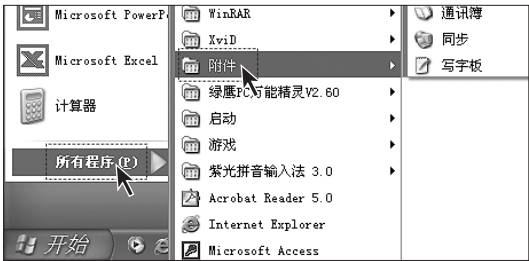 Microsoft PowerP
Microsoft Excel
计算器
所有程序(P)
开始
WinRAR
XviD
附件
绿鹰PC万能精灵V2.60
启动
游戏
紫光拼音输入法 3.0
Acrobat Reader 5.0
Internet Explorer
Microsoft Access
通讯簿
同步
写字板